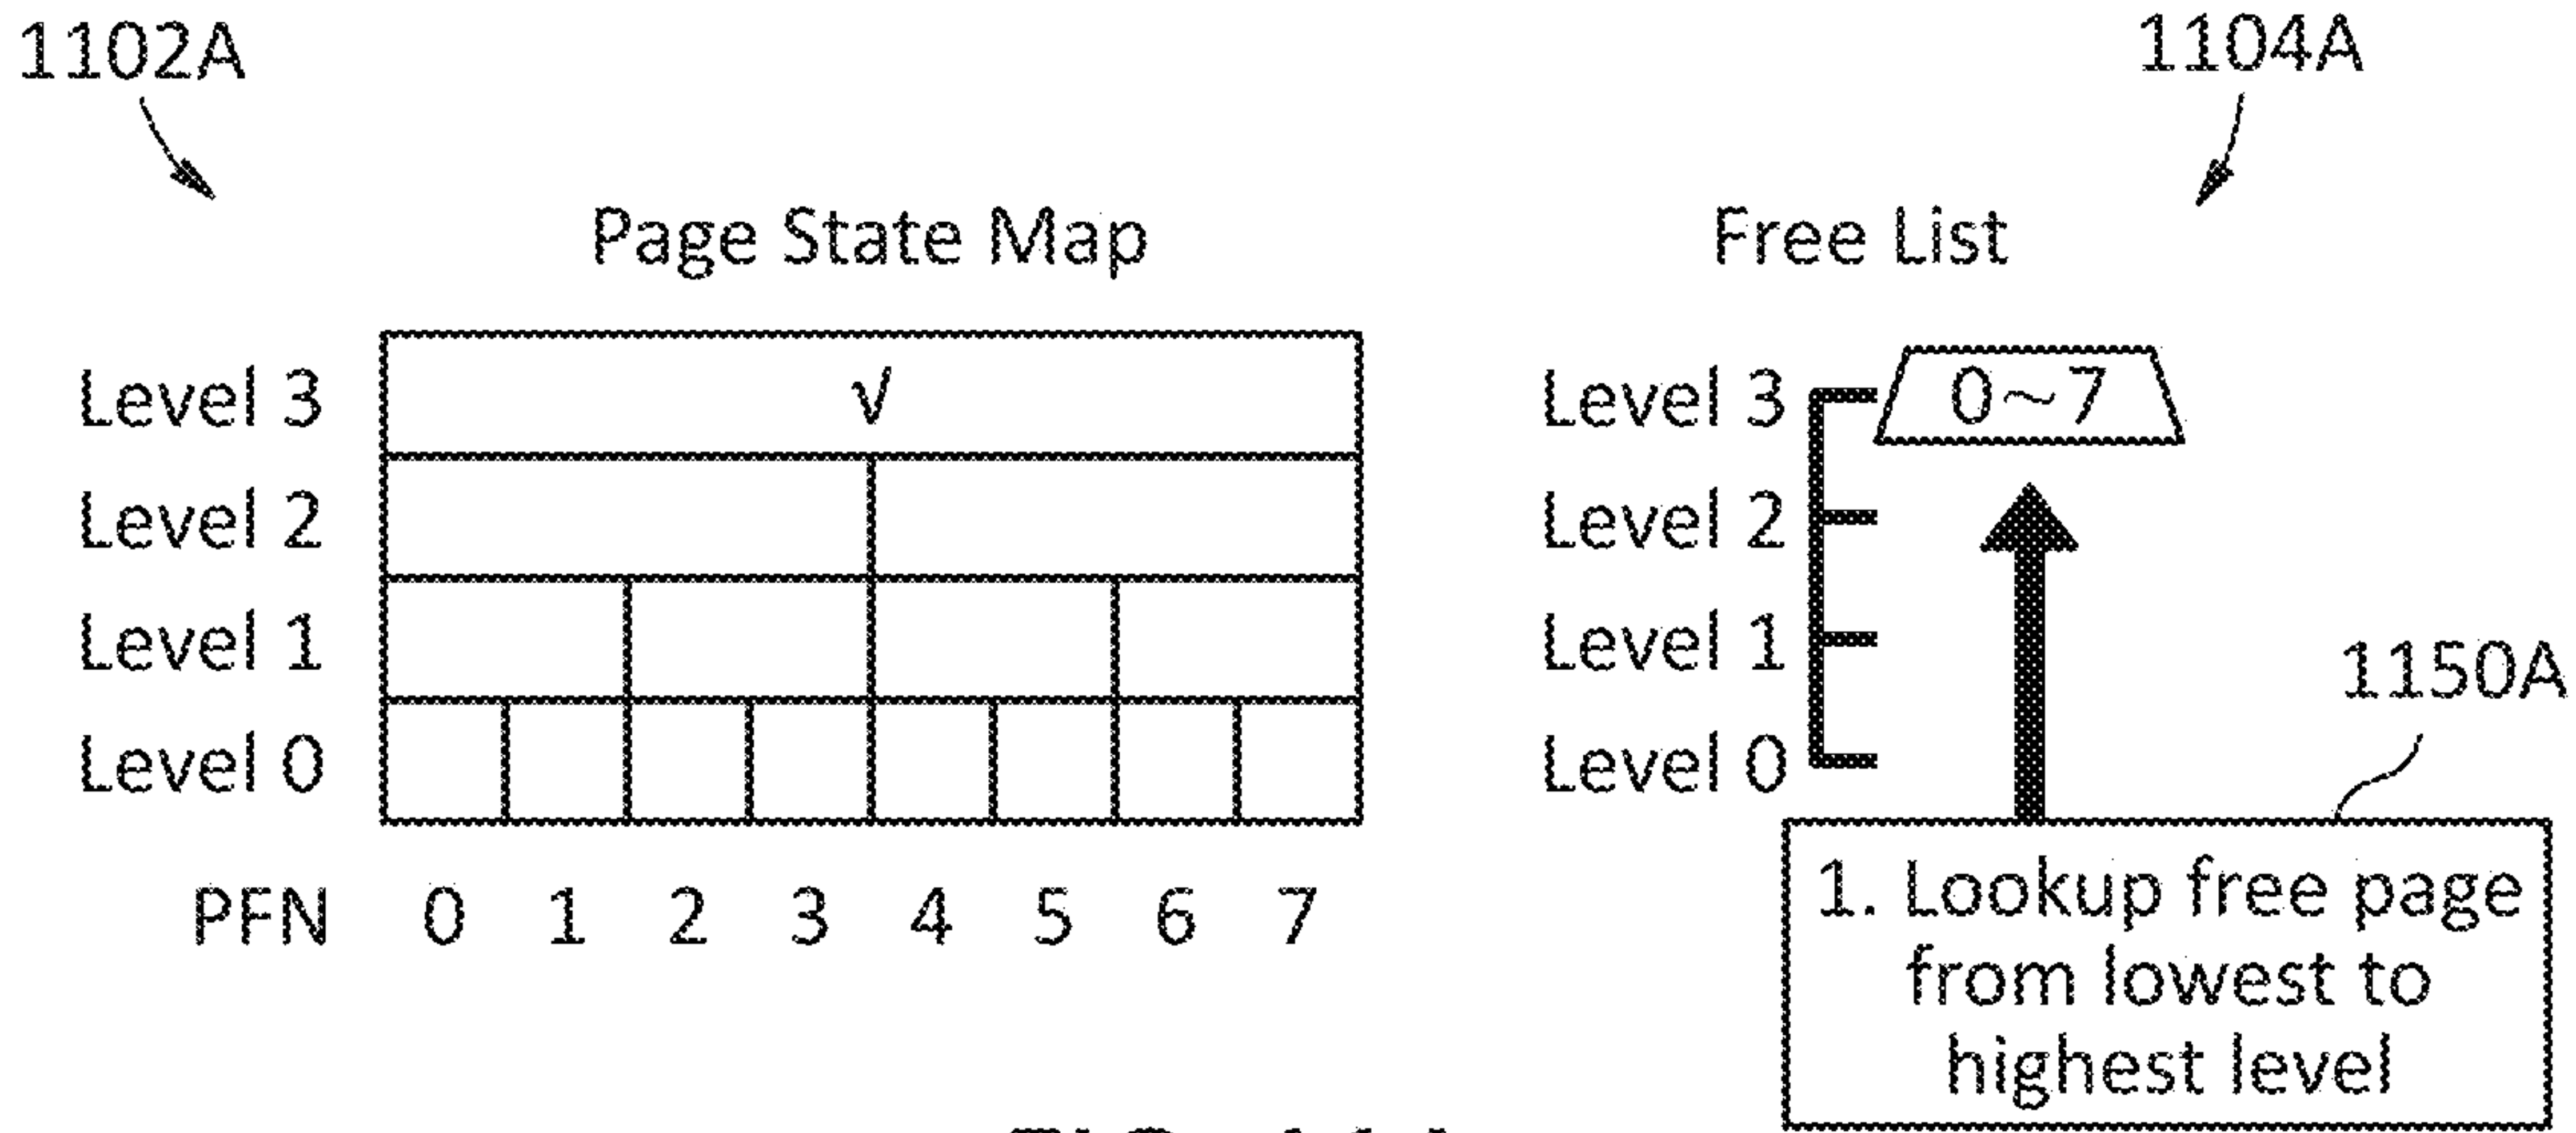 1102A
1104A
Page State Map
Free List
Level 3 √
Level 2
Level 1
Level 0
PFN 0 1 2 3 4 5 6 7
Level 3 0~7
Level 2
Level 1
Level 0
1150A
1. Lookup free page
from lowest to
highest level